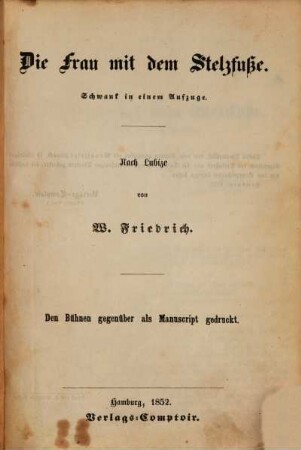 Die Frau mit dem Stelzfuße.
Schwank in einem Aufzuge.
Nach Lubize
von
W. Friedrich.
Den Bühnen gegenüber als Manuscript gedruckt.
Hamburg, 1852.
Verlags-Comptoir.